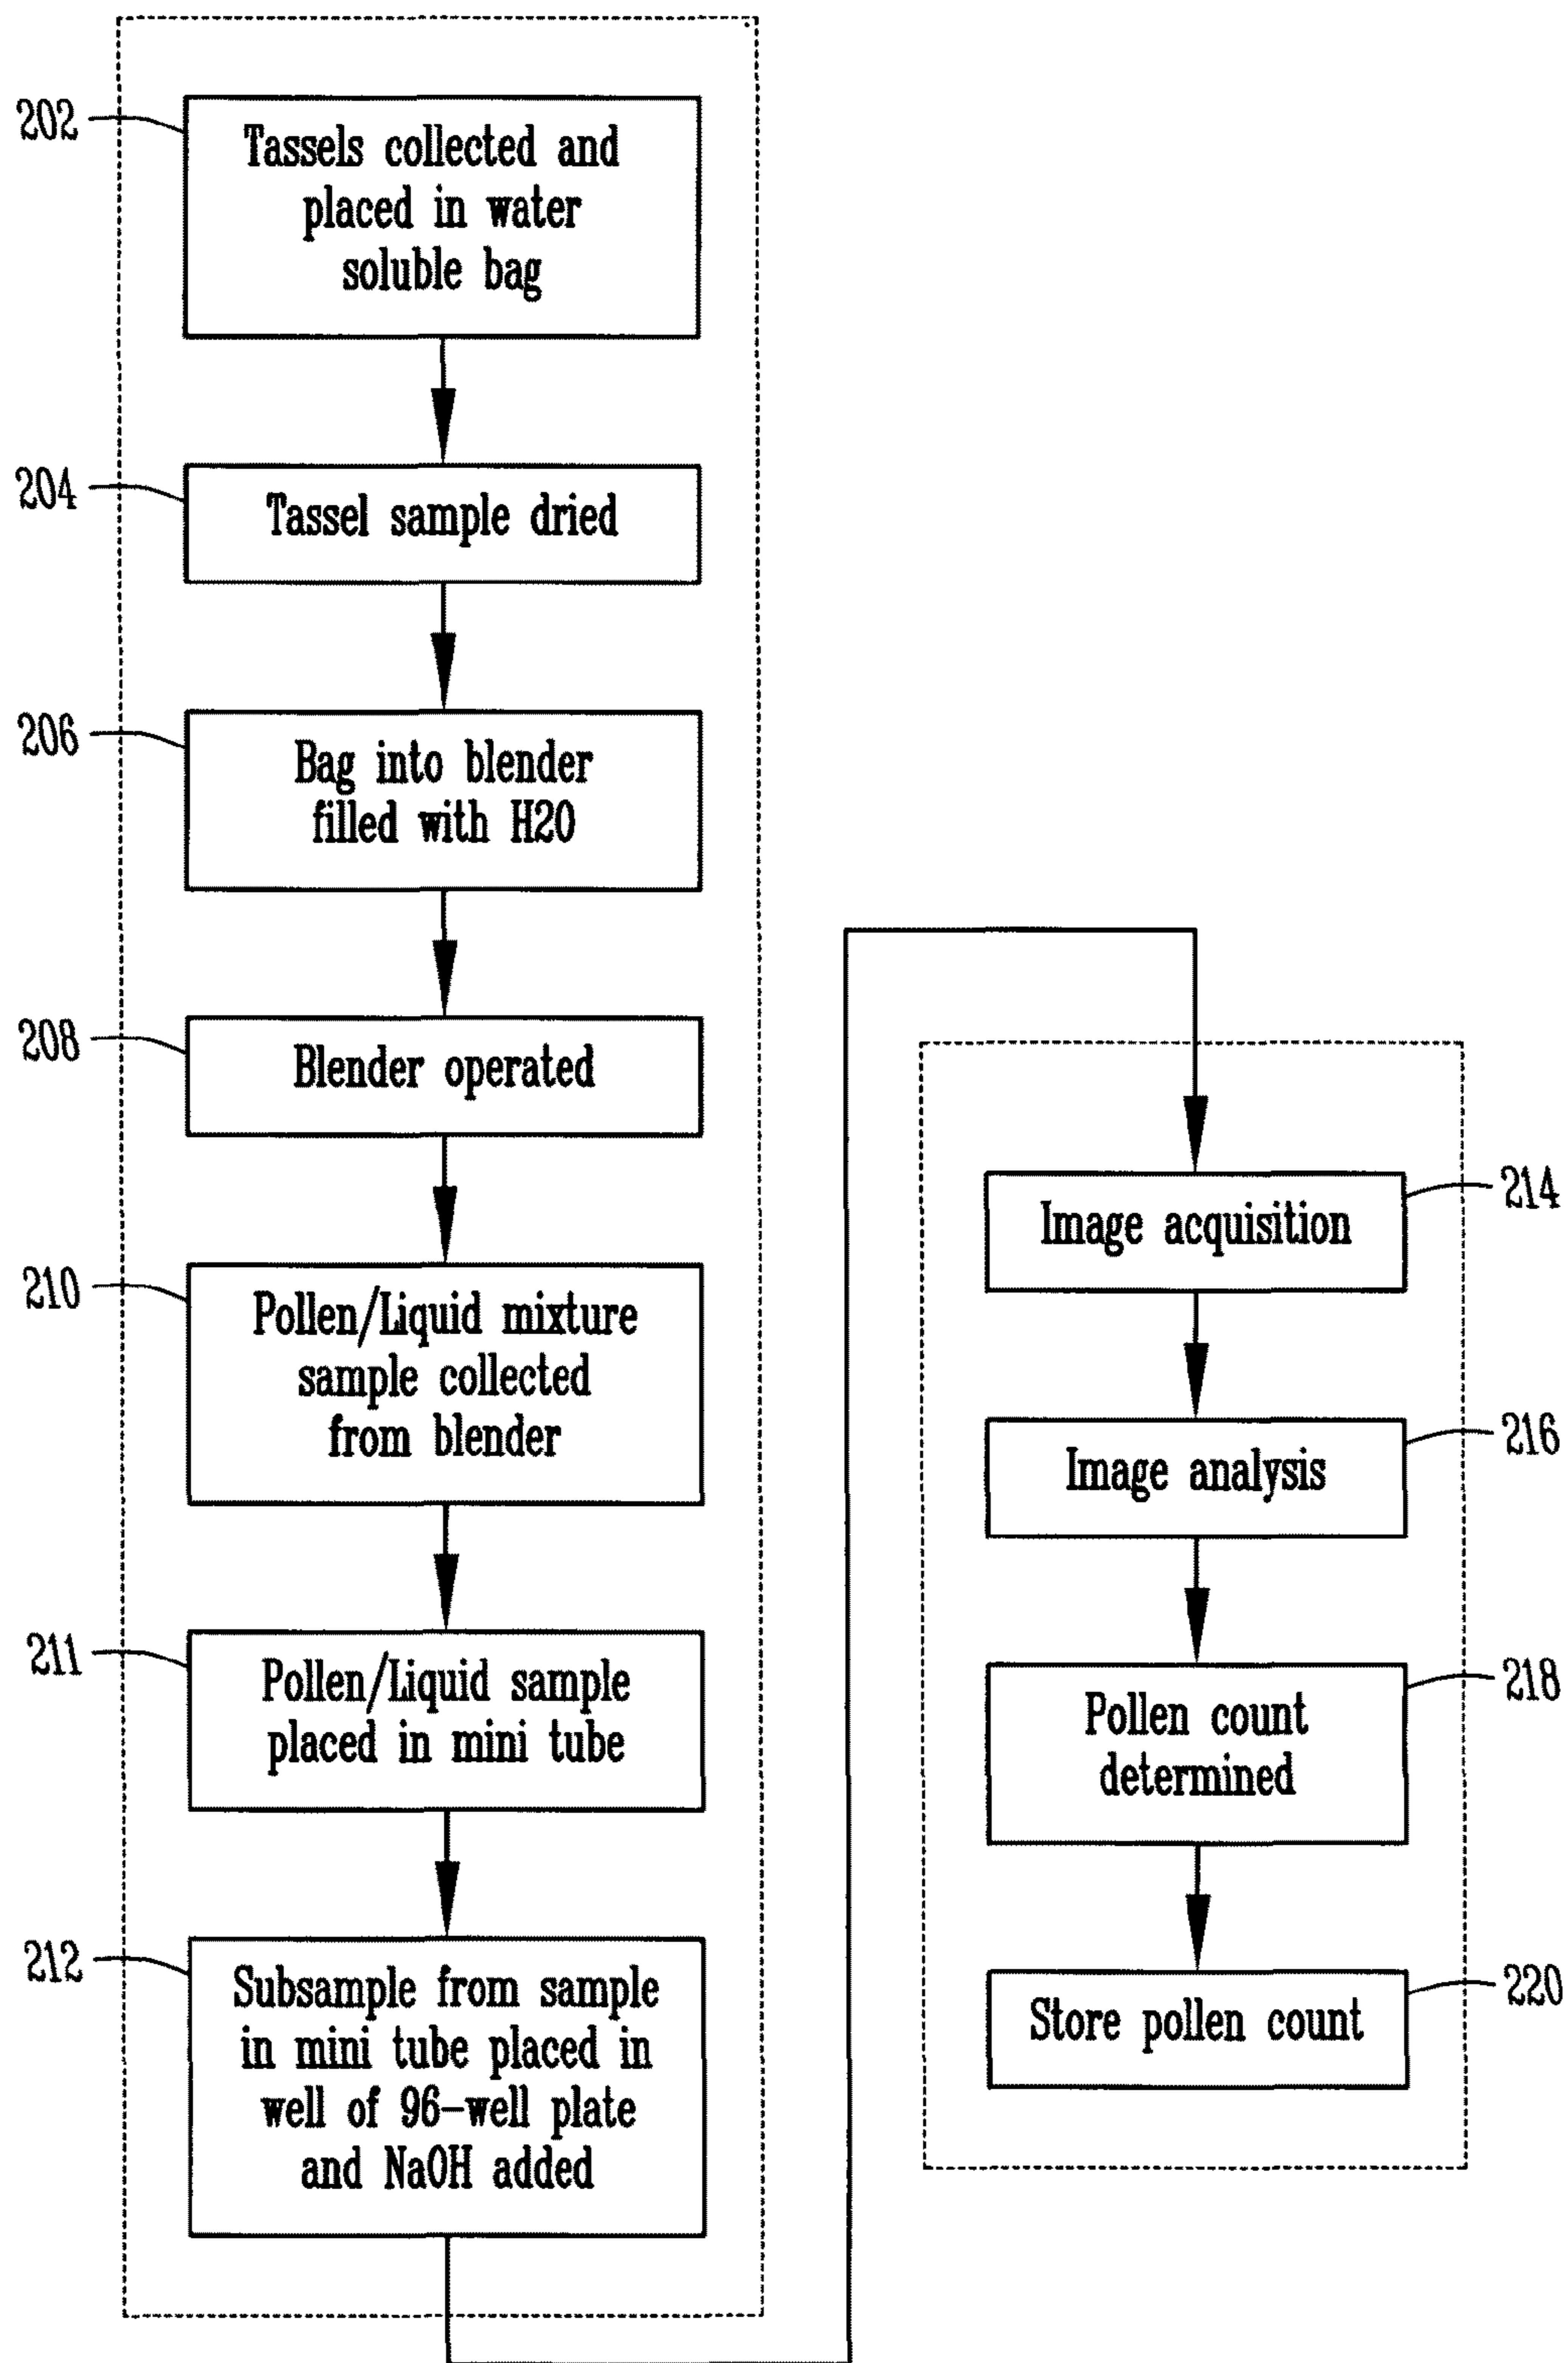 202
Tassels collected and
placed in water
soluble bag
204
Tassel sample dried
206
Bag into blender
filled with H20
208
Blender operated
210
Pollen/Liquid mixture
sample collected
from blender
211
Pollen/Liquid sample
placed in mini tube
212
Subsample from sample
in mini tube placed in
well of 96-well plate
and NaOH added
214
Image acquisition
216
Image analysis
218
Pollen count
determined
220
Store pollen count